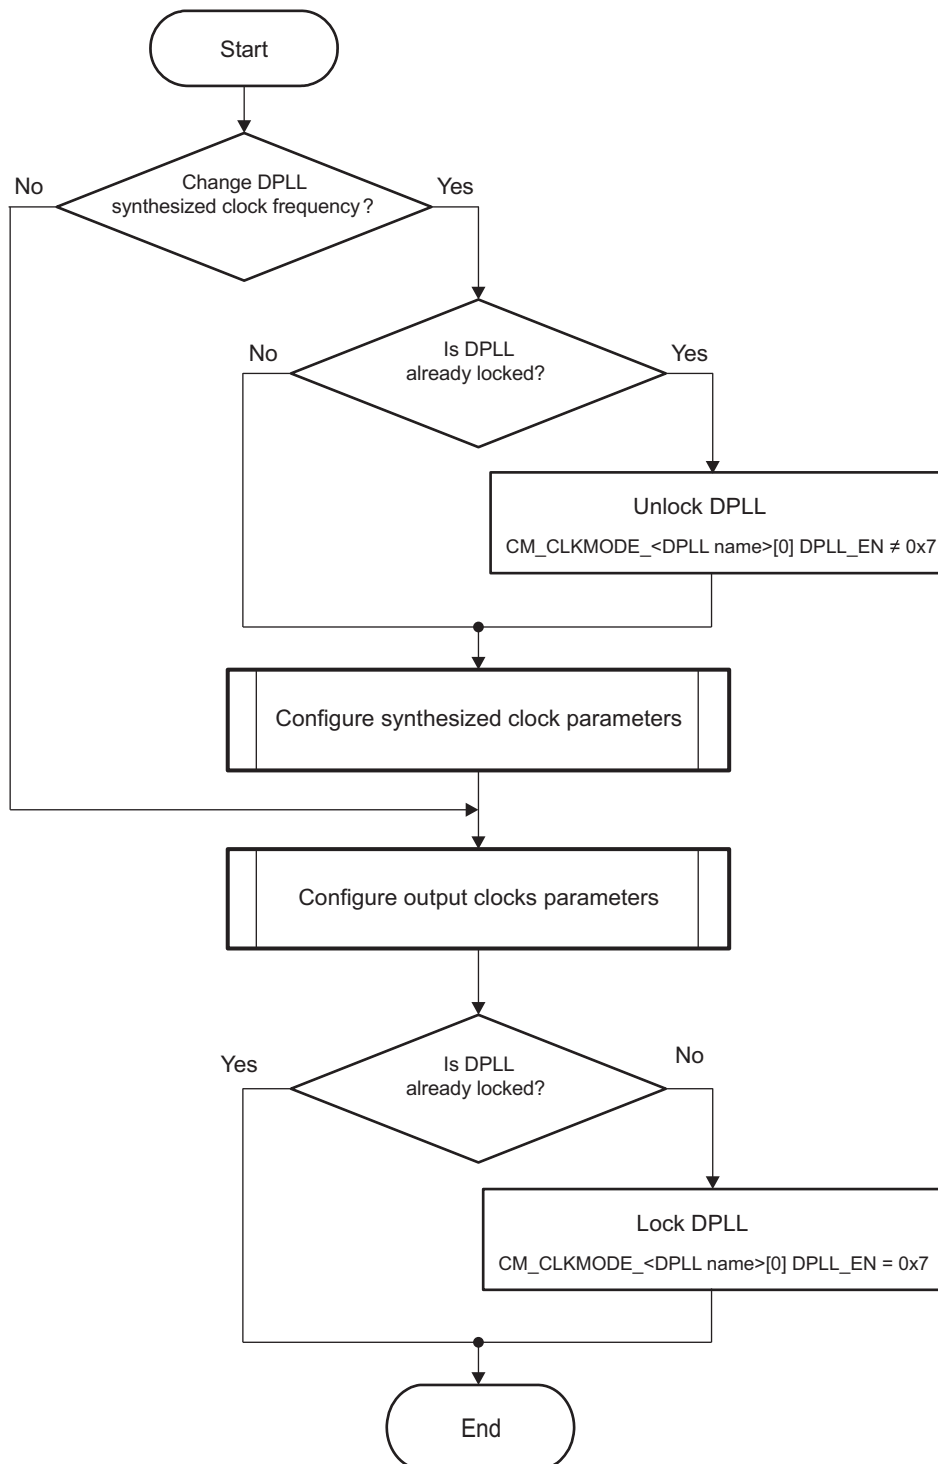 Start
No
Change DPLL
synthesized clock frequency?
Yes
No
Is DPLL
already locked?
Yes
Unlock DPLL
CM_CLKMODE_<DPLL name>[0] DPLL_EN ≠ 0x7
Configure synthesized clock parameters
Configure output clocks parameters
Yes
Is DPLL
already locked?
No
Lock DPLL
CM_CLKMODE_<DPLL name>[0] DPLL_EN = 0x7
End